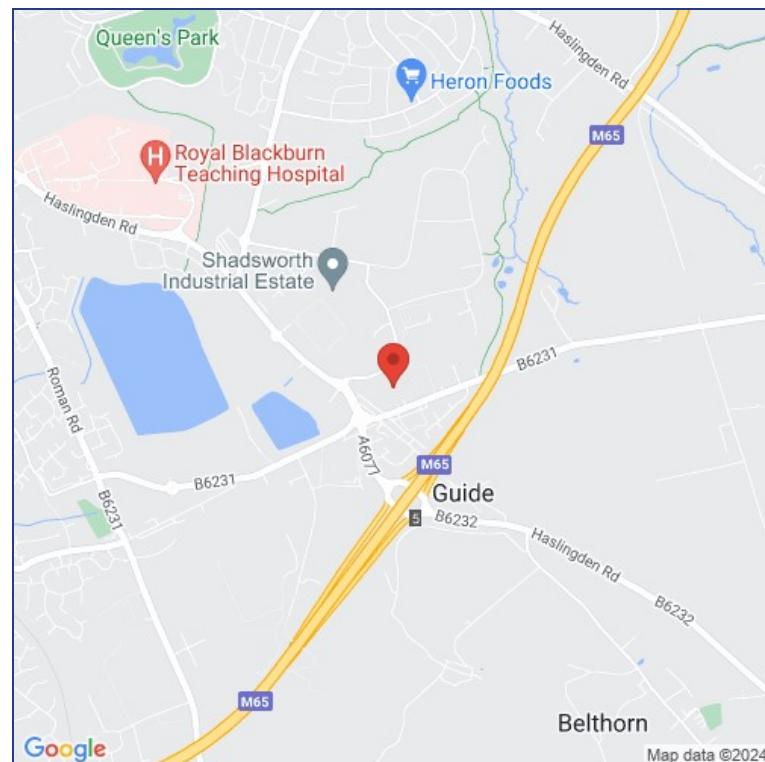 Queen's Park
Haslingden Rd
Heron Foods
M65
H
Royal Blackburn
Teaching Hospital
Haslingden Rd
Shadsworth
Industrial Estate
Roman Rd
B6231
A6077
M65
B6231
Guide
B6231
5
B6232
Haslingden Rd
B6232
M65
Belthorn
Google
Map data ©2024